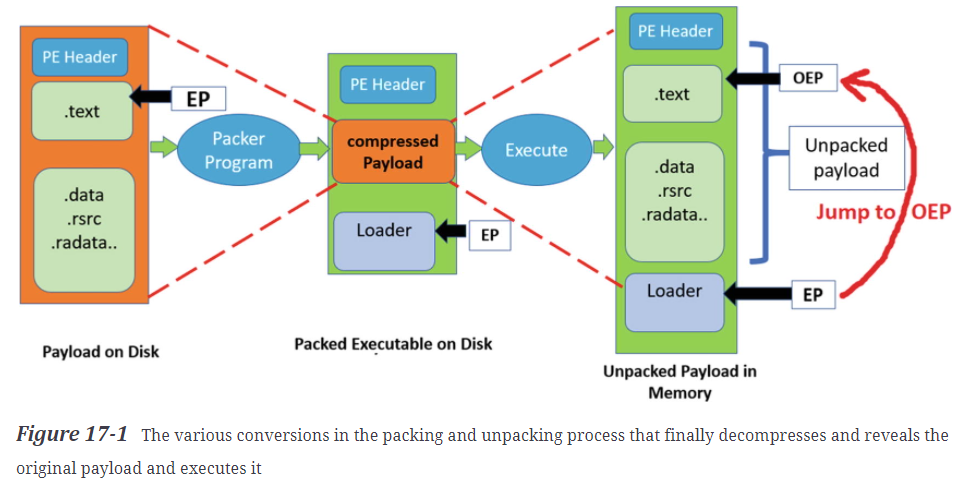 PE Header
.text
EP
.data
.rsrc
.radata..
Payload on Disk
Packer
Program
PE Header
compressed
Payload
Loader
EP
Packed Executable on Disk
Execute
PE Header
.text
OEP
.data
.rsrc
.radata..
Unpacked
payload
Jump to OEP
Loader
EP
Unpacked Payload in
Memory
Figure 17-1 The various conversions in the packing and unpacking process that finally decompresses and reveals the
original payload and executes it